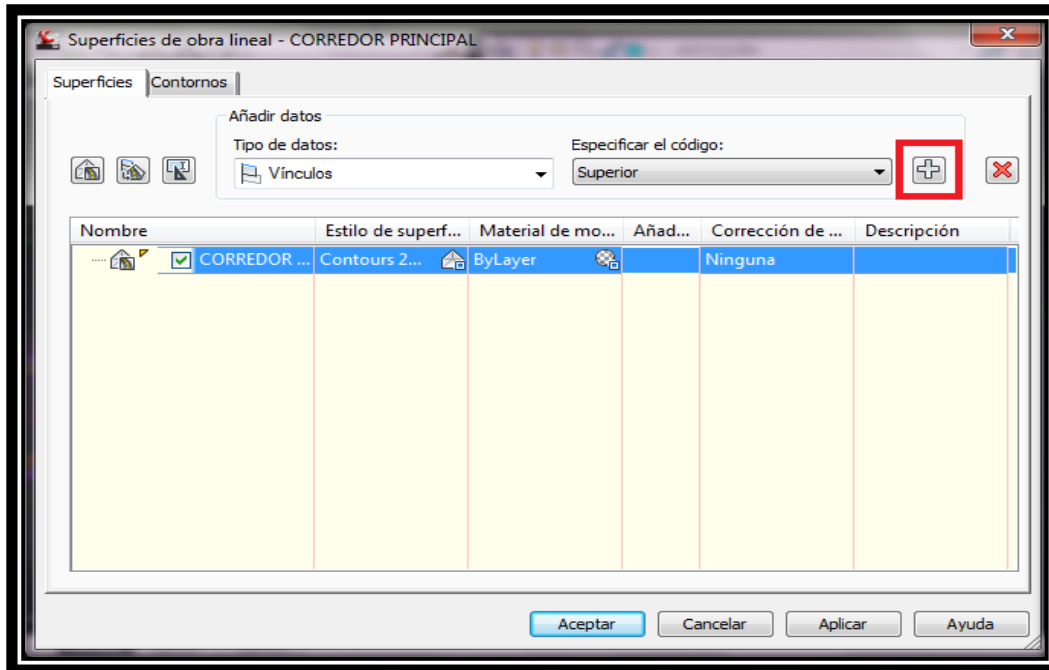 Superficies de obra lineal - CORREDOR PRINCIPAL
Superficies Contornos
Añadir datos
Tipo de datos: Especificar el código:
Vínculos Superior
Nombre Estilo de superf... Material de mo... Añad... Corrección de ... Descripción
CORREDOR ... Contours 2... ByLayer Ninguna
Aceptar Cancelar Aplicar Ayuda